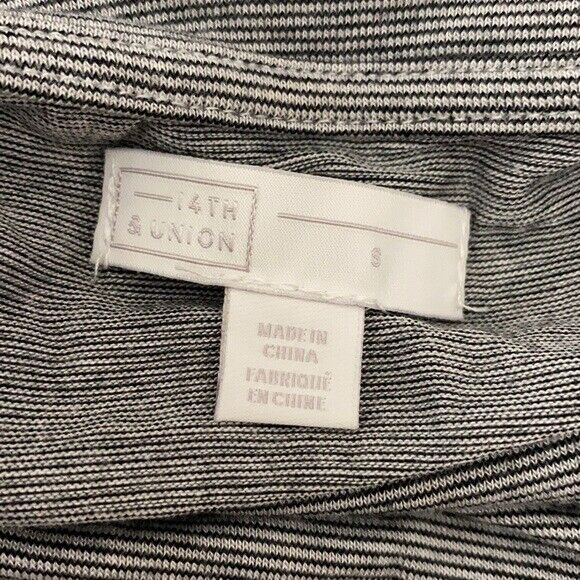 14TH
& UNION
S
MADE IN
CHINA
FABRIQUÉ
EN CHINE